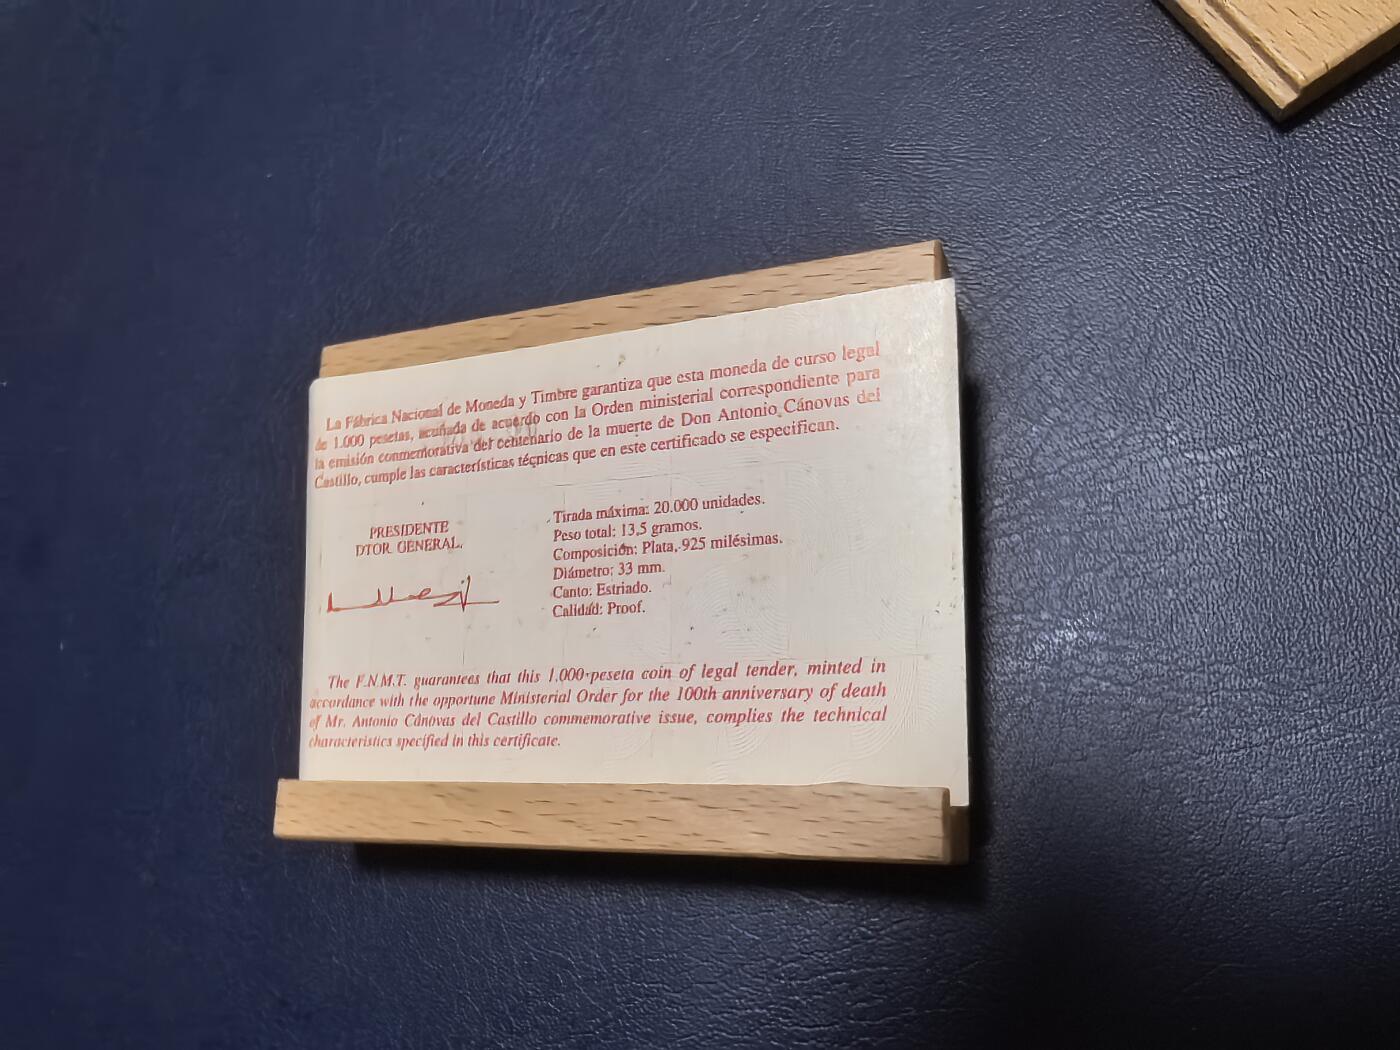 La Fábrica Nacional de Moneda y Timbre garantiza que esta moneda de curso legal
de 1.000 pesetas, acuñada de acuerdo con la Orden ministerial correspondiente para
la emisión conmemorativa del centenario de la muerte de Don Antonio Cánovas del
Castillo, cumple las características técnicas que en este certificado se especifican.
PRESIDENTE
DTOR GENERAL,
Tirada máxima: 20.000 unidades.
Peso total: 13,5 gramos.
Composición: Plata, 925 milésimas.
Diámetro: 33 mm.
Canto: Estriado.
Calidad: Proof.
The F.N.M.T. guarantees that this 1,000-peseta coin of legal tender, minted in
accordance with the opportune Ministerial Order for the 100th anniversary of death
of Mr. Antonio Cánovas del Castillo commemorative issue, complies the technical
characteristics specified in this certificate.